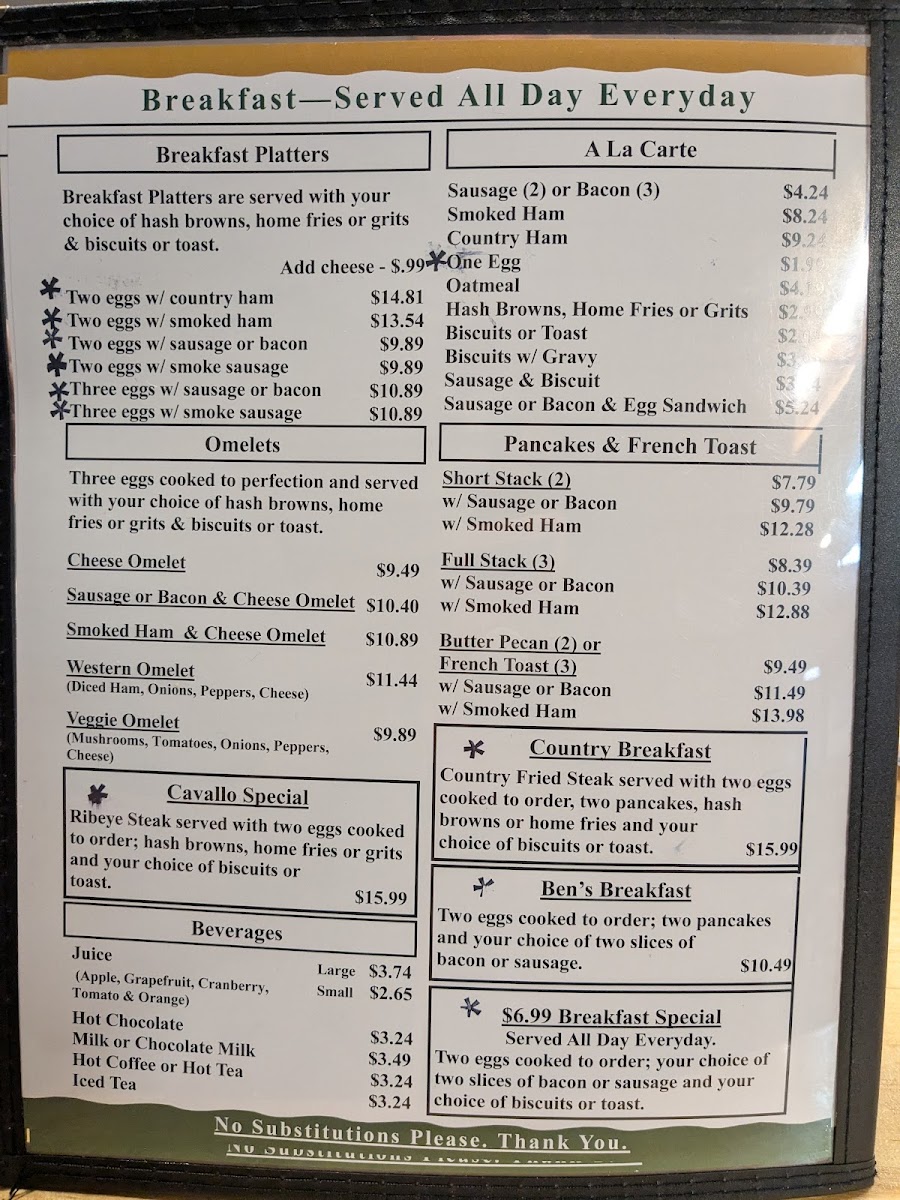 Breakfast—Served All Day Everyday
Breakfast Platters
Breakfast Platters are served with your
choice of hash browns, home fries or grits
& biscuits or toast.
Add cheese - $.99
* Two eggs w/ country ham $14.81
* Two eggs w/ smoked ham $13.54
* Two eggs w/ sausage or bacon $9.89
* Two eggs w/ smoke sausage $9.89
* Three eggs w/ sausage or bacon $10.89
* Three eggs w/ smoke sausage $10.89
Omelets
Three eggs cooked to perfection and served
with your choice of hash browns, home
fries or grits & biscuits or toast.
Cheese Omelet $9.49
Sausage or Bacon & Cheese Omelet $10.40
Smoked Ham & Cheese Omelet $10.89
Western Omelet $11.44
(Diced Ham, Onions, Peppers, Cheese)
Veggie Omelet $9.89
(Mushrooms, Tomatoes, Onions, Peppers,
Cheese)
* Cavallo Special
Ribeye Steak served with two eggs cooked
to order; hash browns, home fries or grits
and your choice of biscuits or
toast. $15.99
Beverages
Juice Large $3.74
(Apple, Grapefruit, Cranberry, Small $2.65
Tomato & Orange)
Hot Chocolate $3.24
Milk or Chocolate Milk $3.49
Hot Coffee or Hot Tea $3.24
Iced Tea $3.24
A La Carte
Sausage (2) or Bacon (3) $4.24
Smoked Ham $8.24
Country Ham
* One Egg
Oatmeal
Hash Browns, Home Fries or Grits
Biscuits or Toast
Biscuits w/ Gravy
Sausage & Biscuit
Sausage or Bacon & Egg Sandwich $5.24
Pancakes & French Toast
Short Stack (2) $7.79
w/ Sausage or Bacon $9.79
w/ Smoked Ham $12.28
Full Stack (3) $8.39
w/ Sausage or Bacon $10.39
w/ Smoked Ham $12.88
Butter Pecan (2) or
French Toast (3) $9.49
w/ Sausage or Bacon $11.49
w/ Smoked Ham $13.98
* Country Breakfast
Country Fried Steak served with two eggs
cooked to order, two pancakes, hash
browns or home fries and your
choice of biscuits or toast. $15.99
* Ben's Breakfast
Two eggs cooked to order; two pancakes
and your choice of two slices of
bacon or sausage. $10.49
* $6.99 Breakfast Special
Served All Day Everyday.
Two eggs cooked to order; your choice of
two slices of bacon or sausage and your
choice of biscuits or toast.
No Substitutions Please. Thank You.